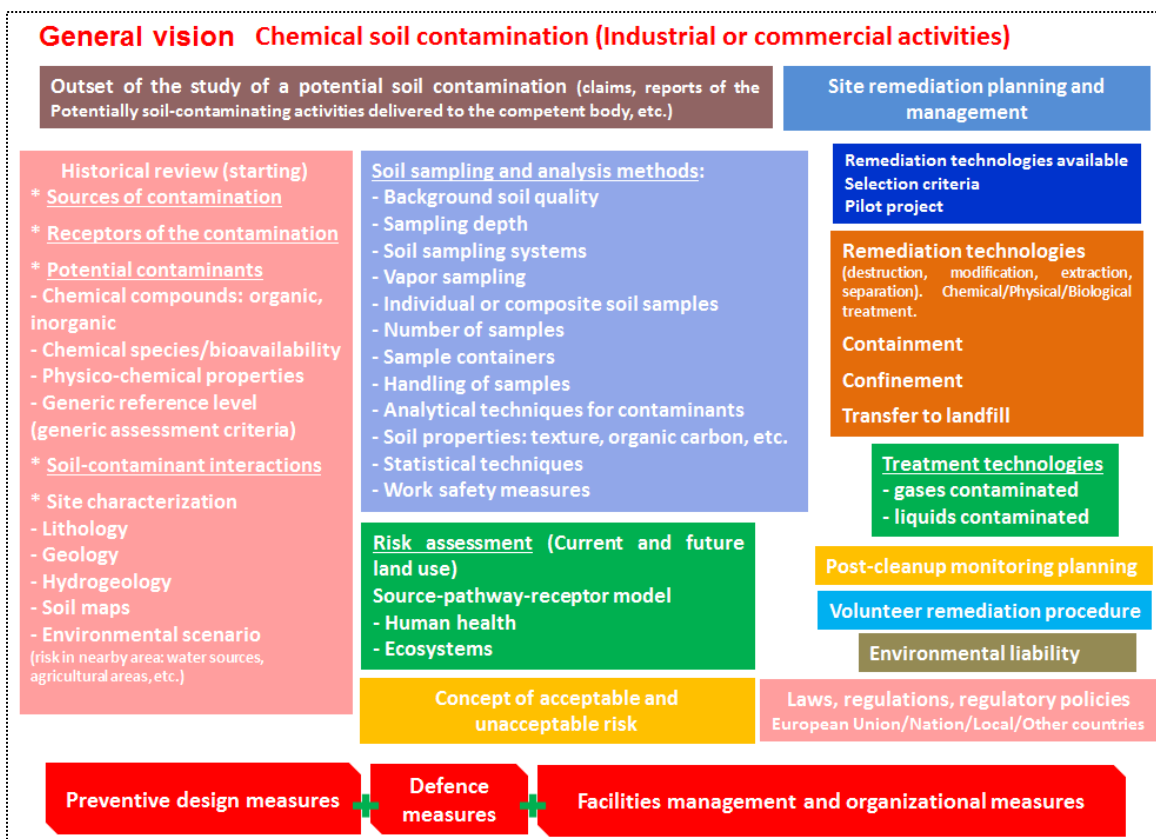 General vision Chemical soil contamination (Industrial or commercial activities)
Outset of the study of a potential soil contamination (claims, reports of the
Potentially soil-contaminating activities delivered to the competent body, etc.)
Site remediation planning and
management
Historical review (starting)
* Sources of contamination
* Receptors of the contamination
* Potential contaminants
- Chemical compounds: organic,
inorganic
- Chemical species/bioavailability
- Physico-chemical properties
- Generic reference level
(generic assessment criteria)
* Soil-contaminant interactions
* Site characterization
- Lithology
- Geology
- Hydrogeology
- Soil maps
- Environmental scenario
(risk in nearby area: water sources,
agricultural areas, etc.)
Soil sampling and analysis methods:
- Background soil quality
- Sampling depth
- Soil sampling systems
- Vapor sampling
- Individual or composite soil samples
- Number of samples
- Sample containers
- Handling of samples
- Analytical techniques for contaminants
- Soil properties: texture, organic carbon, etc.
- Statistical techniques
- Work safety measures
Risk assessment (Current and future
land use)
Source-pathway-receptor model
- Human health
- Ecosystems
Concept of acceptable and
unacceptable risk
Remediation technologies available
Selection criteria
Pilot project
Remediation technologies
(destruction, modification, extraction,
separation). Chemical/Physical/Biological
treatment.
Containment
Confinement
Transfer to landfill
Treatment technologies
- gases contaminated
- liquids contaminated
Post-cleanup monitoring planning
Volunteer remediation procedure
Environmental liability
Laws, regulations, regulatory policies
European Union/Nation/Local/Other countries
Preventive design measures
+
Defence
measures
+
Facilities management and organizational measures